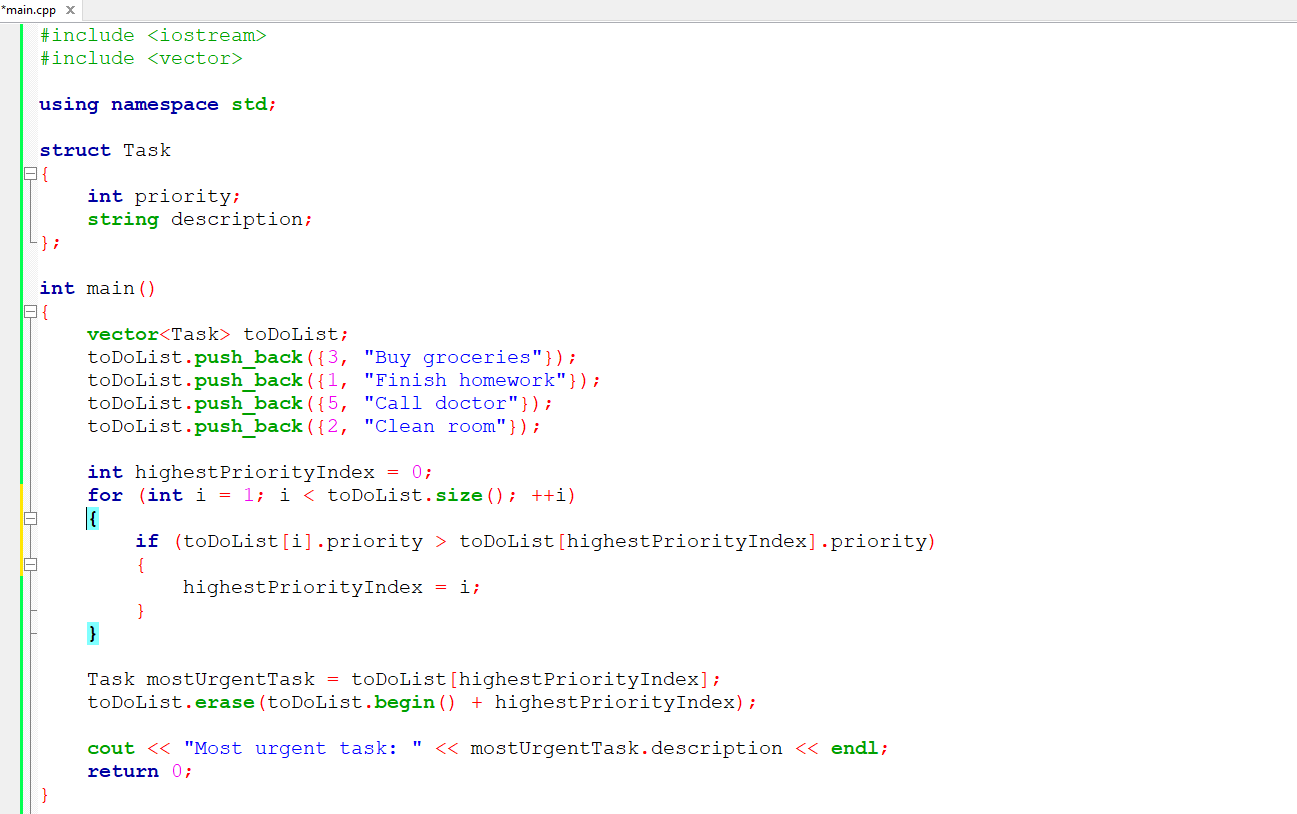 *main.cpp X
#include <iostream>
#include <vector>
using namespace std;
struct Task
{
    int priority;
    string description;
};
int main()
{
    vector<Task> toDoList;
    toDoList.push_back({3, "Buy groceries"});
    toDoList.push_back({1, "Finish homework"});
    toDoList.push_back({5, "Call doctor"});
    toDoList.push_back({2, "Clean room"});
    int highestPriorityIndex = 0;
    for (int i = 1; i < toDoList.size(); ++i)
    {
        if (toDoList[i].priority > toDoList[highestPriorityIndex].priority)
        {
            highestPriorityIndex = i;
        }
    }
    Task mostUrgentTask = toDoList[highestPriorityIndex];
    toDoList.erase(toDoList.begin() + highestPriorityIndex);
    cout << "Most urgent task: " << mostUrgentTask.description << endl;
    return 0;
}